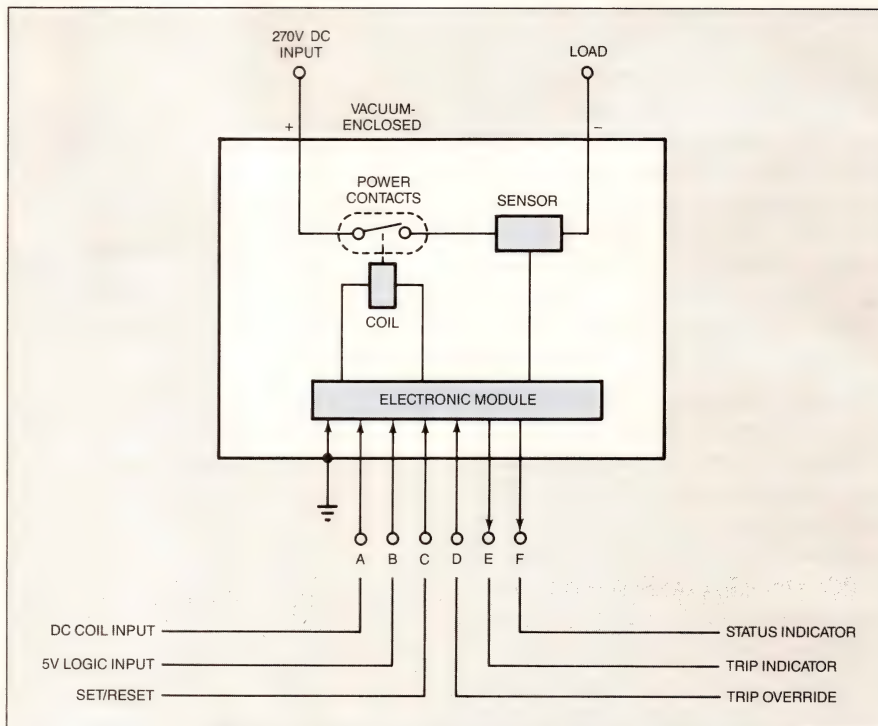 270V DC
INPUT
LOAD
VACUUM-
ENCLOSED
+
−
POWER
CONTACTS
SENSOR
COIL
ELECTRONIC MODULE
A
B
C
D
E
F
DC COIL INPUT
STATUS INDICATOR
5V LOGIC INPUT
TRIP INDICATOR
SET/RESET
TRIP OVERRIDE